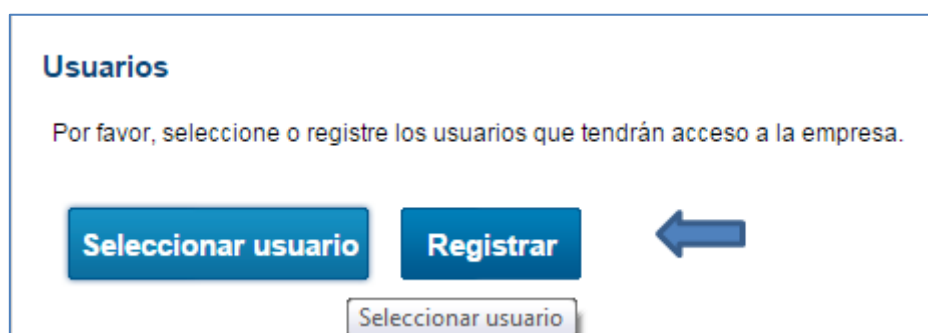 Usuarios
Por favor, seleccione o registre los usuarios que tendrán acceso a la empresa.
Seleccionar usuario Registrar
Seleccionar usuario